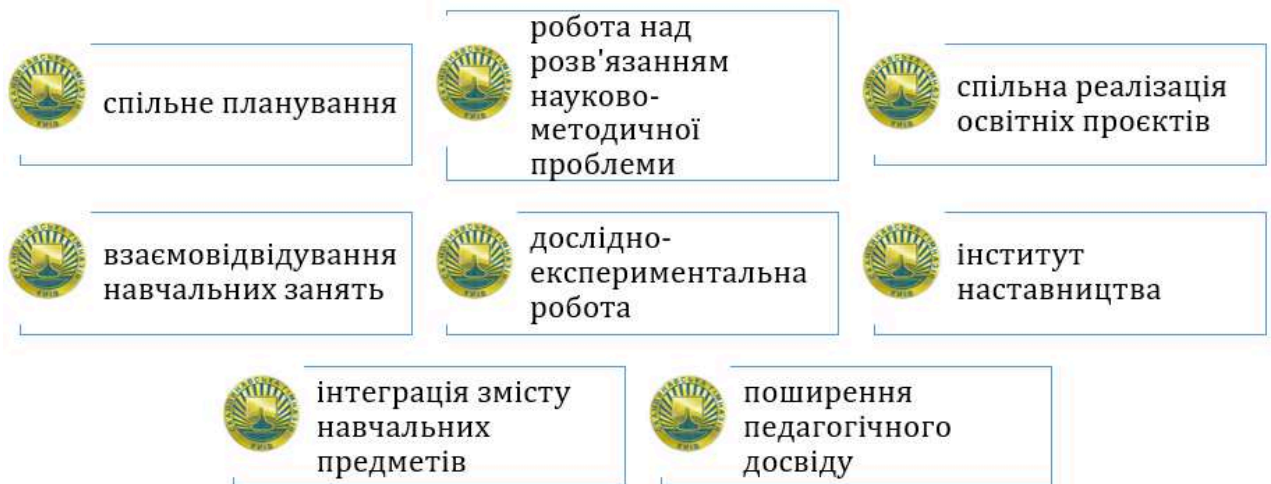 спільне планування
робота над
розв'язанням
науково-
методичної
проблеми
спільна реалізація
освітніх проєктів
взаємовідвідування
навчальних занять
дослідно-
експериментальна
робота
інститут
наставництва
інтеграція змісту
навчальних
предметів
поширення
педагогічного
досвіду